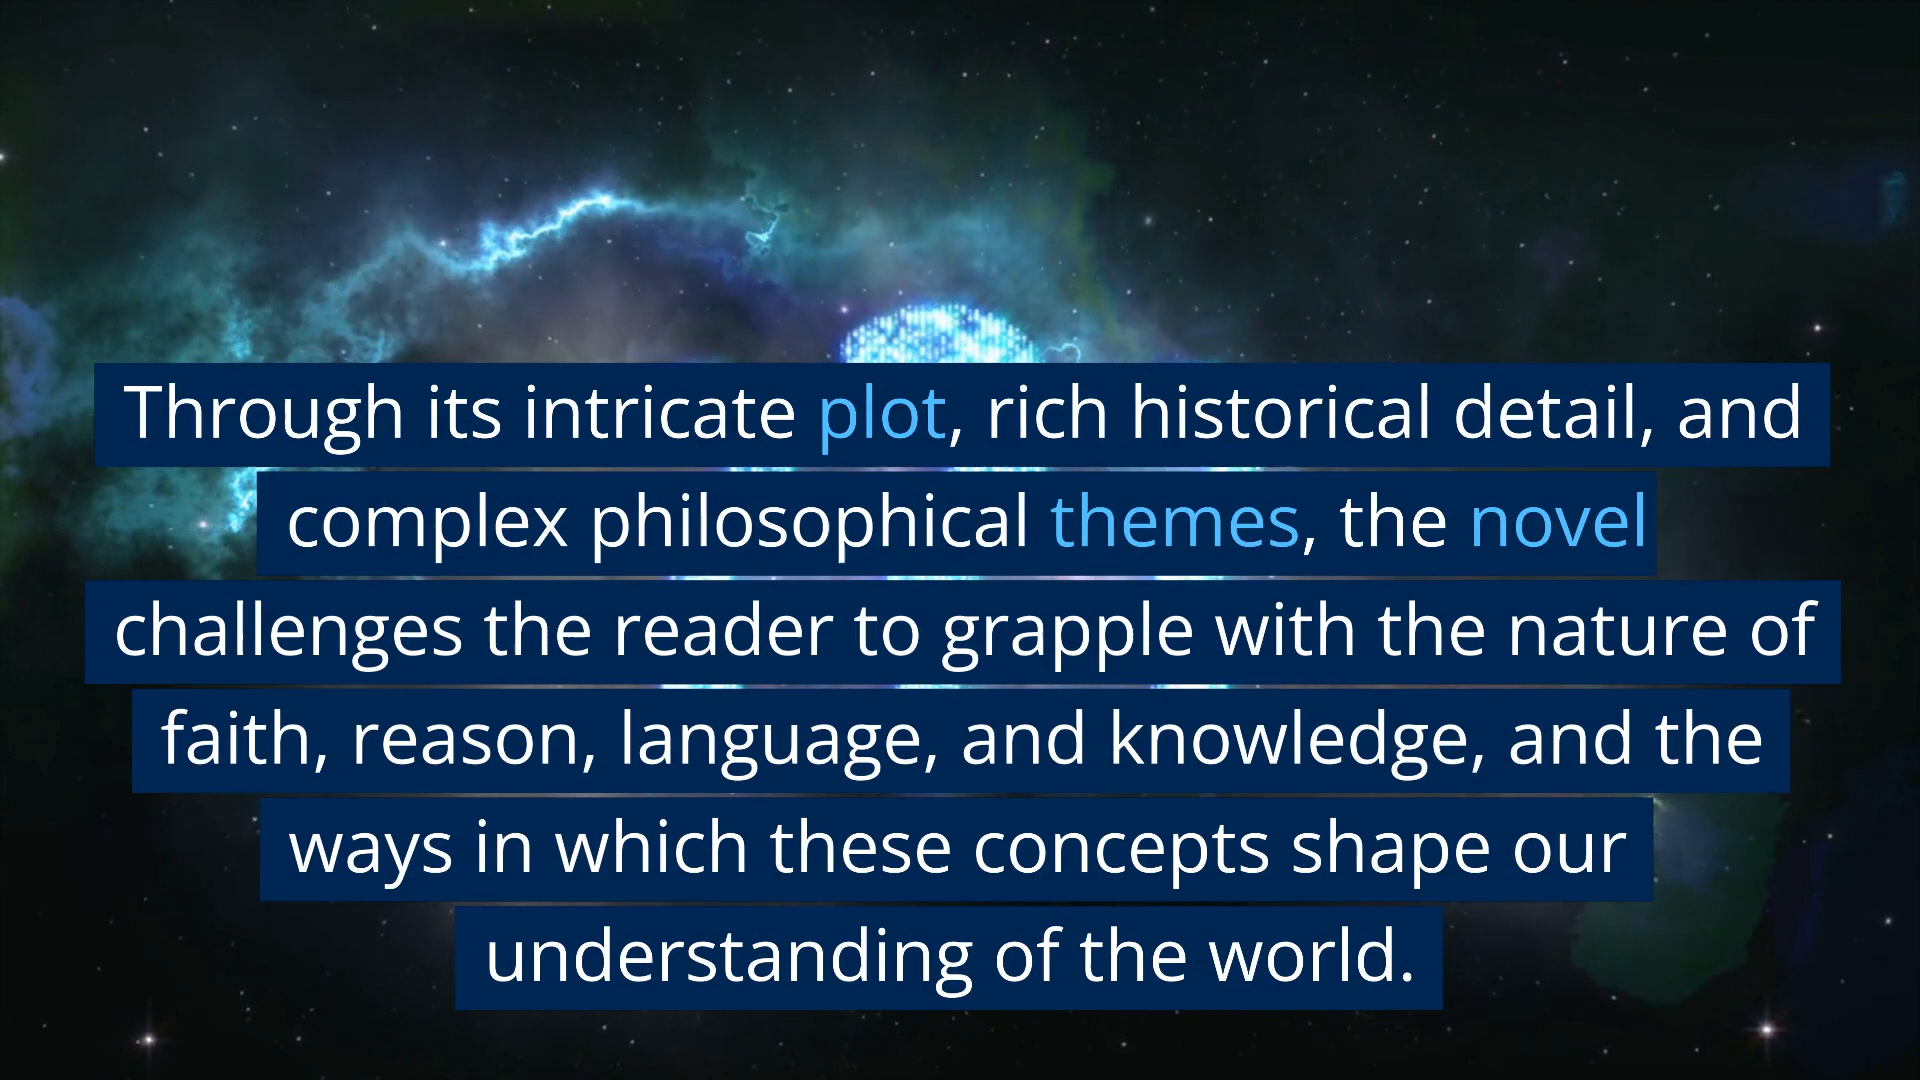 Through its intricate plot, rich historical detail, and
complex philosophical themes, the novel
challenges the reader to grapple with the nature of
faith, reason, language, and knowledge, and the
ways in which these concepts shape our
understanding of the world.